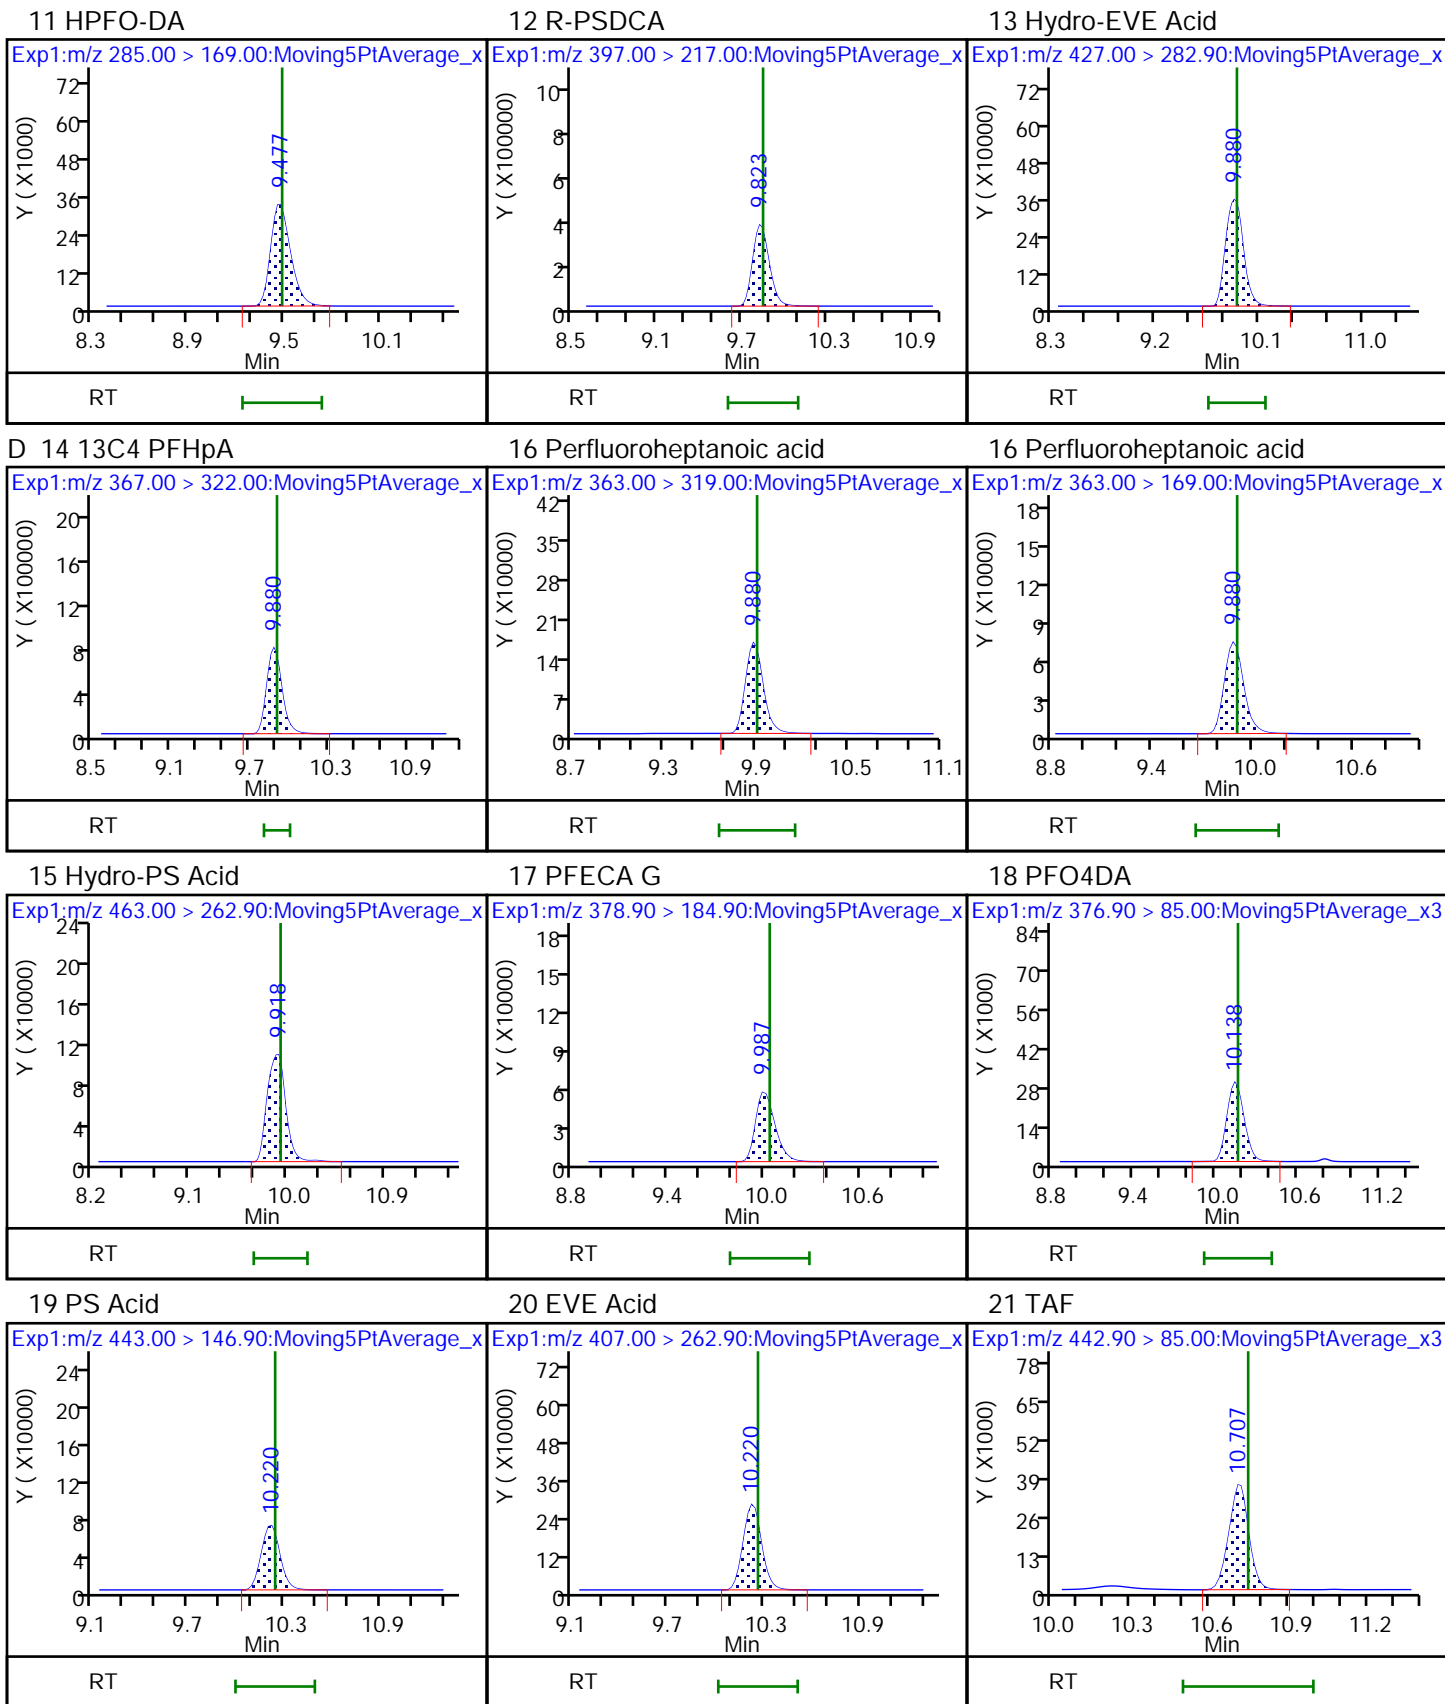 11 HPFO-DA
Exp1:m/z 285.00 > 169.00:Moving5PtAverage_x
Y ( X1000)
72
60
48
36
24
12
0
9.477
8.3 8.9 9.5 10.1
Min
RT
12 R-PSDCA
Exp1:m/z 397.00 > 217.00:Moving5PtAverage_x
Y ( X100000)
10
8
6
4
2
0
9.823
8.5 9.1 9.7 10.3 10.9
Min
RT
13 Hydro-EVE Acid
Exp1:m/z 427.00 > 282.90:Moving5PtAverage_x
Y ( X10000)
72
60
48
36
24
12
0
9.880
8.3 9.2 10.1 11.0
Min
RT
D 14 13C4 PFHpA
Exp1:m/z 367.00 > 322.00:Moving5PtAverage_x
Y ( X100000)
20
16
12
8
4
0
9.880
8.5 9.1 9.7 10.3 10.9
Min
RT
16 Perfluoroheptanoic acid
Exp1:m/z 363.00 > 319.00:Moving5PtAverage_x
Y ( X10000)
42
35
28
21
14
7
0
9.880
8.7 9.3 9.9 10.5 11.1
Min
RT
16 Perfluoroheptanoic acid
Exp1:m/z 363.00 > 169.00:Moving5PtAverage_x
Y ( X10000)
18
15
12
9
6
3
0
9.880
8.8 9.4 10.0 10.6
Min
RT
15 Hydro-PS Acid
Exp1:m/z 463.00 > 262.90:Moving5PtAverage_x
Y ( X10000)
24
20
16
12
8
4
0
9.918
8.2 9.1 10.0 10.9
Min
RT
17 PFECA G
Exp1:m/z 378.90 > 184.90:Moving5PtAverage_x
Y ( X10000)
18
15
12
9
6
3
0
9.987
8.8 9.4 10.0 10.6
Min
RT
18 PFO4DA
Exp1:m/z 376.90 > 85.00:Moving5PtAverage_x3
Y ( X1000)
84
70
56
42
28
14
0
10.138
8.8 9.4 10.0 10.6 11.2
Min
RT
19 PS Acid
Exp1:m/z 443.00 > 146.90:Moving5PtAverage_x
Y ( X10000)
24
20
16
12
8
4
0
10.220
9.1 9.7 10.3 10.9
Min
RT
20 EVE Acid
Exp1:m/z 407.00 > 262.90:Moving5PtAverage_x
Y ( X10000)
72
60
48
36
24
12
0
10.220
9.1 9.7 10.3 10.9
Min
RT
21 TAF
Exp1:m/z 442.90 > 85.00:Moving5PtAverage_x3
Y ( X1000)
78
65
52
39
26
13
0
10.707
10.0 10.3 10.6 10.9 11.2
Min
RT